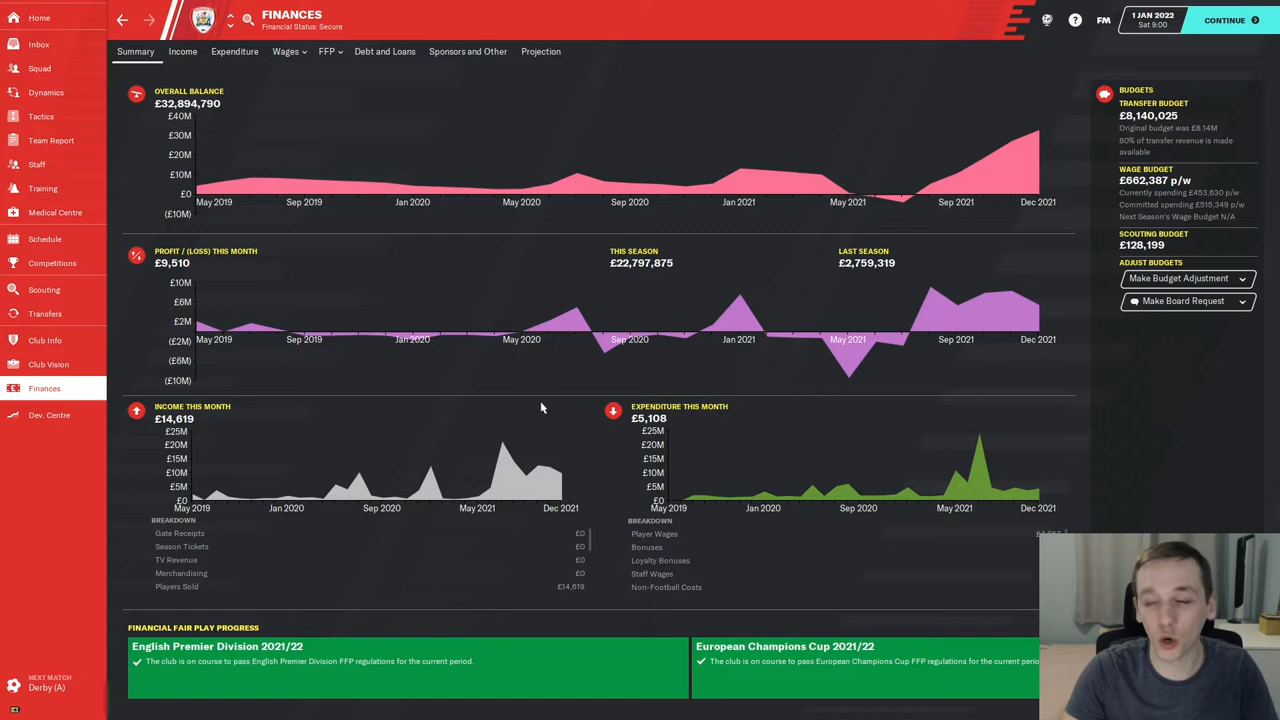 Home
Inbox
Squad
Dynamics
Tactics
Team Report
Staff
Training
Medical Centre
Schedule
Competitions
Scouting
Transfers
Club Info
Club Vision
Finances
Dev. Centre
NEXT MATCH
Derby (A)
FINANCES
Financial Status: Secure
FM
1 JAN 2022
Sat 9:00
CONTINUE
Summary Income Expenditure Wages FFP Debt and Loans Sponsors and Other Projection
OVERALL BALANCE
£32,894,790
£40M
£30M
£20M
£10M
£0
(£10M)
May 2019 Sep 2019 Jan 2020 May 2020 Sep 2020 Jan 2021 May 2021 Sep 2021 Dec 2021
PROFIT / (LOSS) THIS MONTH
£9,510
THIS SEASON
£22,797,875
LAST SEASON
£2,759,319
£10M
£6M
£2M
(£2M)
(£6M)
(£10M)
May 2019 Sep 2019 Jan 2020 May 2020 Sep 2020 Jan 2021 May 2021 Sep 2021 Dec 2021
INCOME THIS MONTH
£14,619
£25M
£20M
£15M
£10M
£5M
£0
May 2019 Jan 2020 Sep 2020 May 2021 Dec 2021
BREAKDOWN
Gate Receipts £0
Season Tickets £0
TV Revenue £0
Merchandising £0
Players Sold £14,619
EXPENDITURE THIS MONTH
£5,108
£25M
£20M
£15M
£10M
£5M
£0
May 2019 Jan 2020 Sep 2020 May 2021 Dec 2021
BREAKDOWN
Player Wages
Bonuses
Loyalty Bonuses
Staff Wages
Non-Football Costs
FINANCIAL FAIR PLAY PROGRESS
English Premier Division 2021/22
The club is on course to pass English Premier Division FFP regulations for the current period.
European Champions Cup 2021/22
The club is on course to pass European Champions Cup FFP regulations for the current perio
BUDGETS
TRANSFER BUDGET
£8,140,025
Original budget was £8.14M
80% of transfer revenue is made
available
WAGE BUDGET
£662,387 p/w
Currently spending £453,630 p/w
Committed spending £515,349 p/w
Next Season's Wage Budget N/A
SCOUTING BUDGET
£128,199
ADJUST BUDGETS
Make Budget Adjustment
Make Board Request